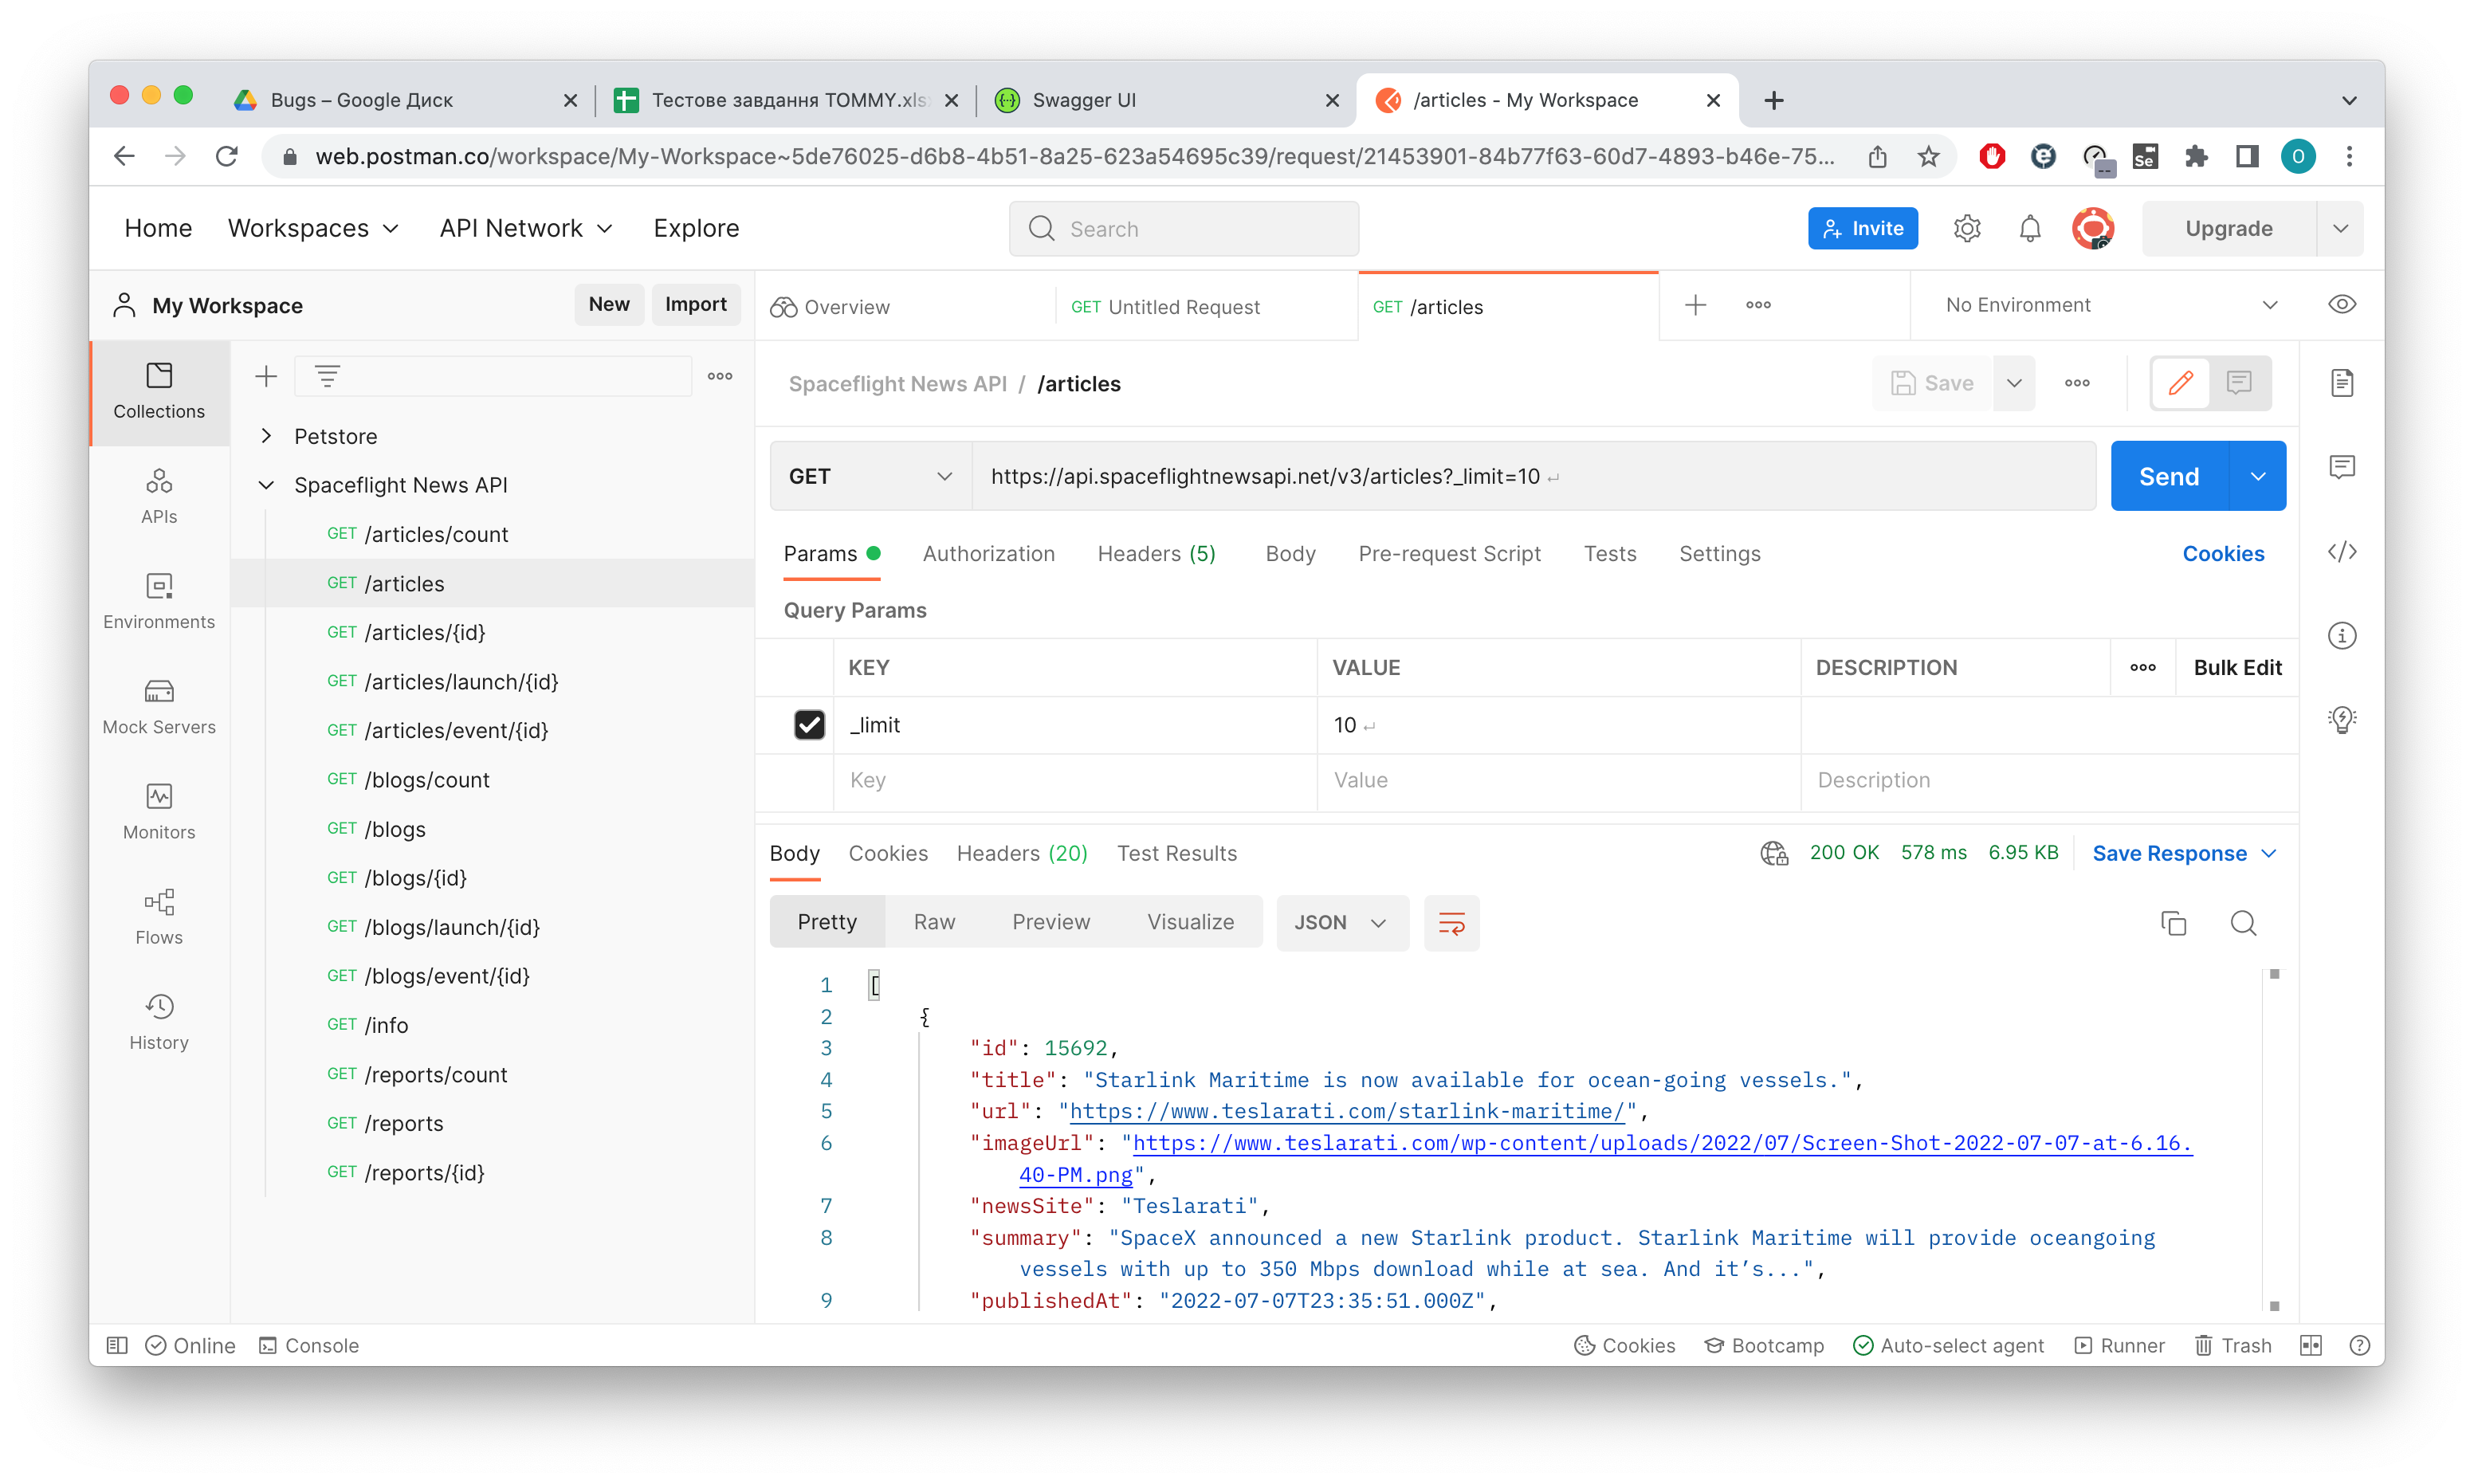 Bugs – Google Диск
Тестове завдання TOMMY.xls
Swagger UI
/articles - My Workspace
web.postman.co/workspace/My-Workspace~5de76025-d6b8-4b51-8a25-623a54695c39/request/21453901-84b77f63-60d7-4893-b46e-75...
Se
O
Home Workspaces API Network Explore
Search
Invite
Upgrade
My Workspace
New Import
Overview
GET Untitled Request
GET /articles
No Environment
Collections
APIs
Environments
Mock Servers
Monitors
Flows
History
Petstore
Spaceflight News API
GET /articles/count
GET /articles
GET /articles/{id}
GET /articles/launch/{id}
GET /articles/event/{id}
GET /blogs/count
GET /blogs
GET /blogs/{id}
GET /blogs/launch/{id}
GET /blogs/event/{id}
GET /info
GET /reports/count
GET /reports
GET /reports/{id}
Spaceflight News API / /articles
Save
GET https://api.spaceflightnewsapi.net/v3/articles?_limit=10
Send
Params Authorization Headers (5) Body Pre-request Script Tests Settings Cookies
Query Params
KEY VALUE DESCRIPTION Bulk Edit
_limit 10
Key Value Description
Body Cookies Headers (20) Test Results 200 OK 578 ms 6.95 KB Save Response
Pretty Raw Preview Visualize JSON
1 [
2 {
3 "id": 15692,
4 "title": "Starlink Maritime is now available for ocean-going vessels.",
5 "url": "https://www.teslarati.com/starlink-maritime/",
6 "imageUrl": "https://www.teslarati.com/wp-content/uploads/2022/07/Screen-Shot-2022-07-07-at-6.16.
40-PM.png",
7 "newsSite": "Teslarati",
8 "summary": "SpaceX announced a new Starlink product. Starlink Maritime will provide oceangoing
vessels with up to 350 Mbps download while at sea. And it’s...",
9 "publishedAt": "2022-07-07T23:35:51.000Z",
Online Console Cookies Bootcamp Auto-select agent Runner Trash